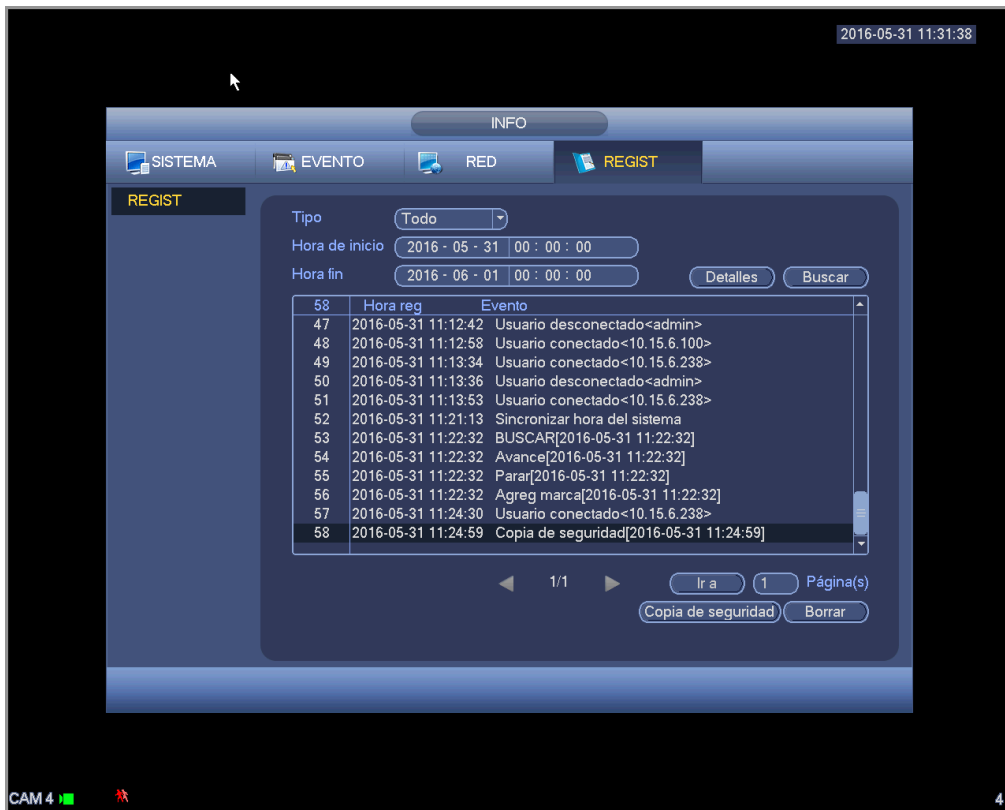 2016-05-31 11:31:38
INFO
SISTEMA EVENTO RED REGIST
REGIST
Tipo Todo
Hora de inicio 2016 - 05 - 31 00 : 00 : 00
Hora fin 2016 - 06 - 01 00 : 00 : 00 Detalles Buscar
58 Hora reg Evento
47 2016-05-31 11:12:42 Usuario desconectado<admin>
48 2016-05-31 11:12:58 Usuario conectado<10.15.6.100>
49 2016-05-31 11:13:34 Usuario conectado<10.15.6.238>
50 2016-05-31 11:13:36 Usuario desconectado<admin>
51 2016-05-31 11:13:53 Usuario conectado<10.15.6.238>
52 2016-05-31 11:21:13 Sincronizar hora del sistema
53 2016-05-31 11:22:32 BUSCAR[2016-05-31 11:22:32]
54 2016-05-31 11:22:32 Avance[2016-05-31 11:22:32]
55 2016-05-31 11:22:32 Parar[2016-05-31 11:22:32]
56 2016-05-31 11:22:32 Agreg marca[2016-05-31 11:22:32]
57 2016-05-31 11:24:30 Usuario conectado<10.15.6.238>
58 2016-05-31 11:24:59 Copia de seguridad[2016-05-31 11:24:59]
1/1 Ir a 1 Página(s)
Copia de seguridad Borrar
CAM 4 4